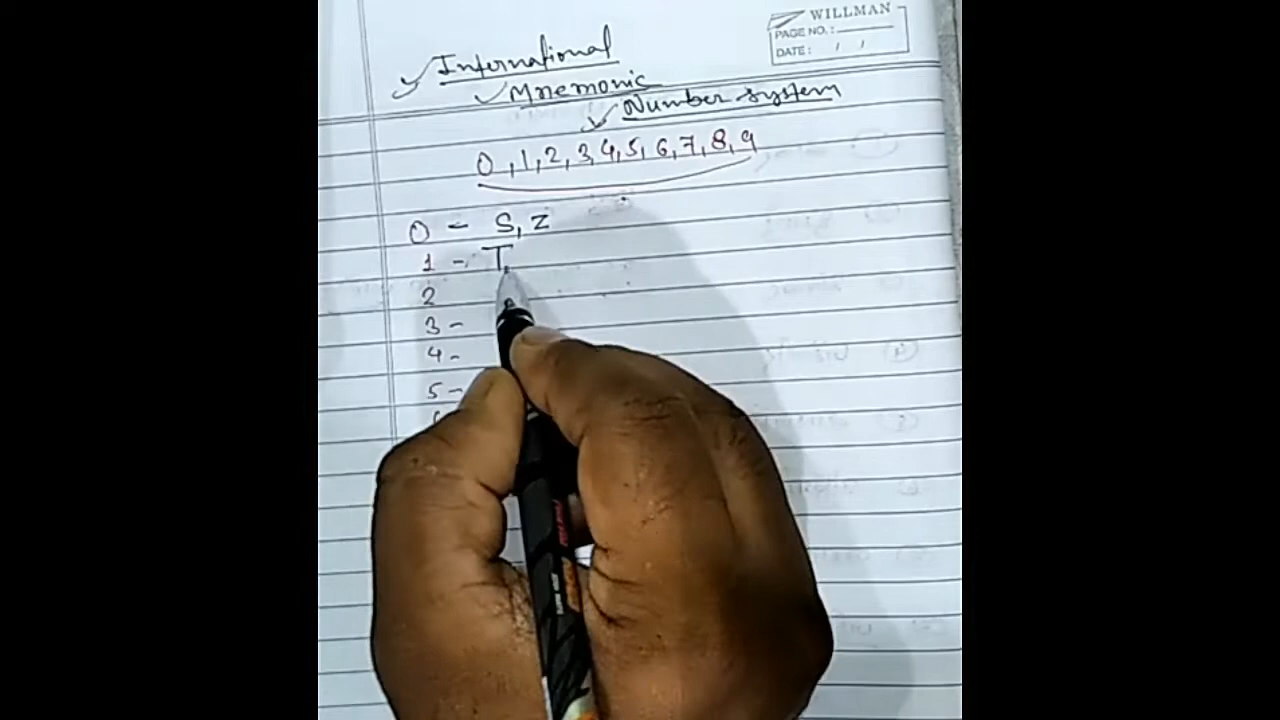 WILLMAN
PAGE NO.:
DATE: / /
International
Mnemonic
Number system
0,1,2,3,4,5,6,7,8,9
0 - S, Z
1 - T,
2
3 -
4 -
5 -